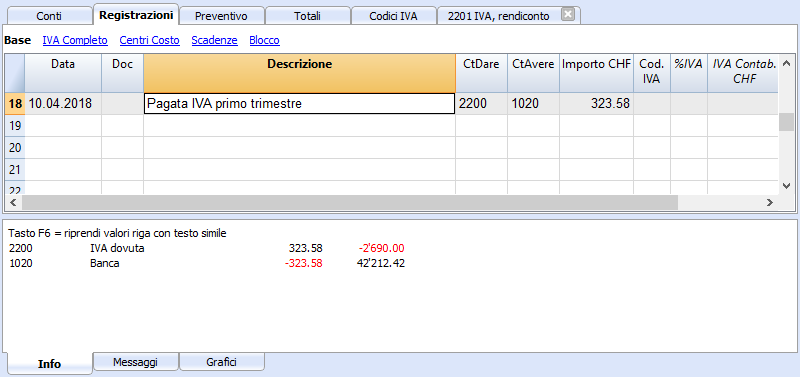 Conti Registrazioni Preventivo Totali Codici IVA 2201 IVA, rendiconto
Base IVA Completo Centri Costo Scadenze Blocco
Data Doc Descrizione CtDare CtAvere Importo CHF Cod. IVA %IVA IVA Contab. CHF
18 10.04.2018 Pagata IVA primo trimestre 2200 1020 323.58
19
20
21
22
Tasto F6 = riprendi valori riga con testo simile
2200 IVA dovuta 323.58 -2'690.00
1020 Banca -323.58 42'212.42
Info Messaggi Grafici